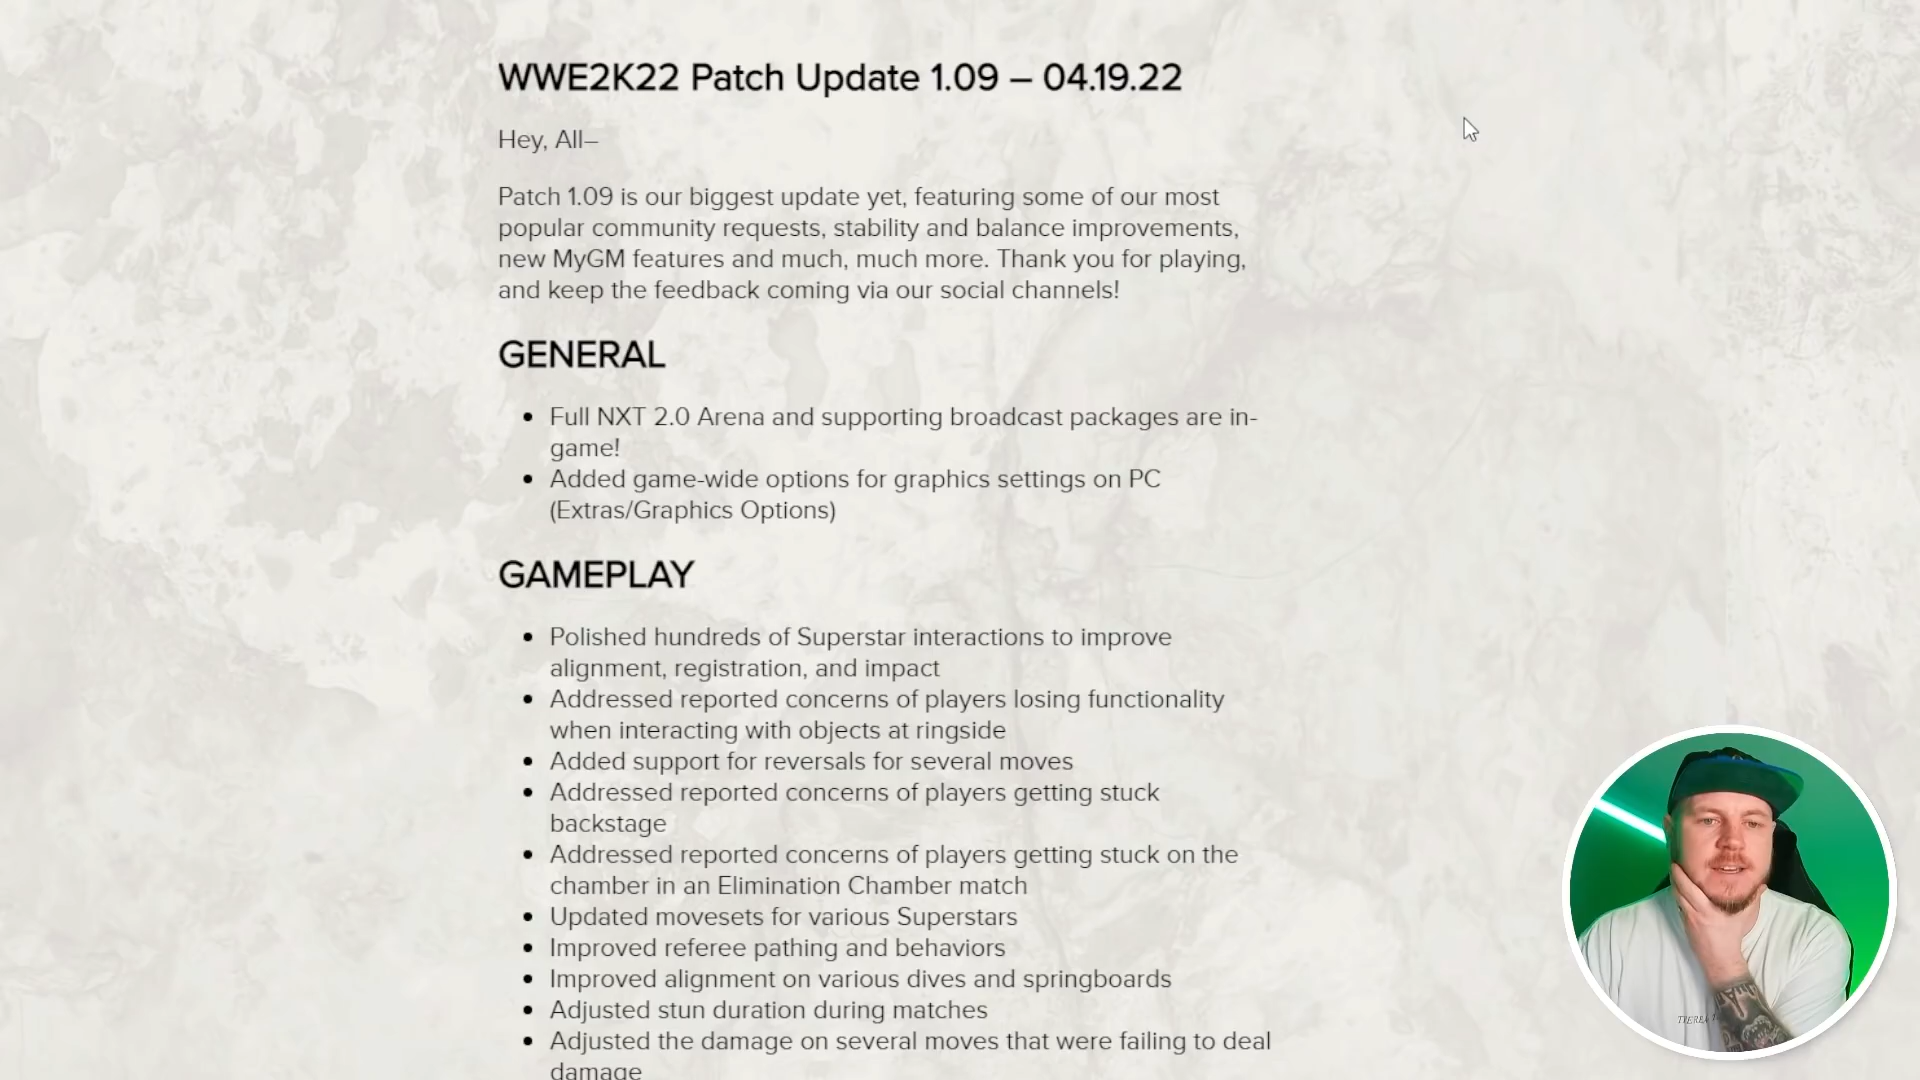 WWE2K22 Patch Update 1.09 – 04.19.22
Hey, All–
Patch 1.09 is our biggest update yet, featuring some of our most
popular community requests, stability and balance improvements,
new MyGM features and much, much more. Thank you for playing,
and keep the feedback coming via our social channels!
GENERAL
• Full NXT 2.0 Arena and supporting broadcast packages are in-
game!
• Added game-wide options for graphics settings on PC
(Extras/Graphics Options)
GAMEPLAY
• Polished hundreds of Superstar interactions to improve
alignment, registration, and impact
• Addressed reported concerns of players losing functionality
when interacting with objects at ringside
• Added support for reversals for several moves
• Addressed reported concerns of players getting stuck
backstage
• Addressed reported concerns of players getting stuck on the
chamber in an Elimination Chamber match
• Updated movesets for various Superstars
• Improved referee pathing and behaviors
• Improved alignment on various dives and springboards
• Adjusted stun duration during matches
• Adjusted the damage on several moves that were failing to deal
damage